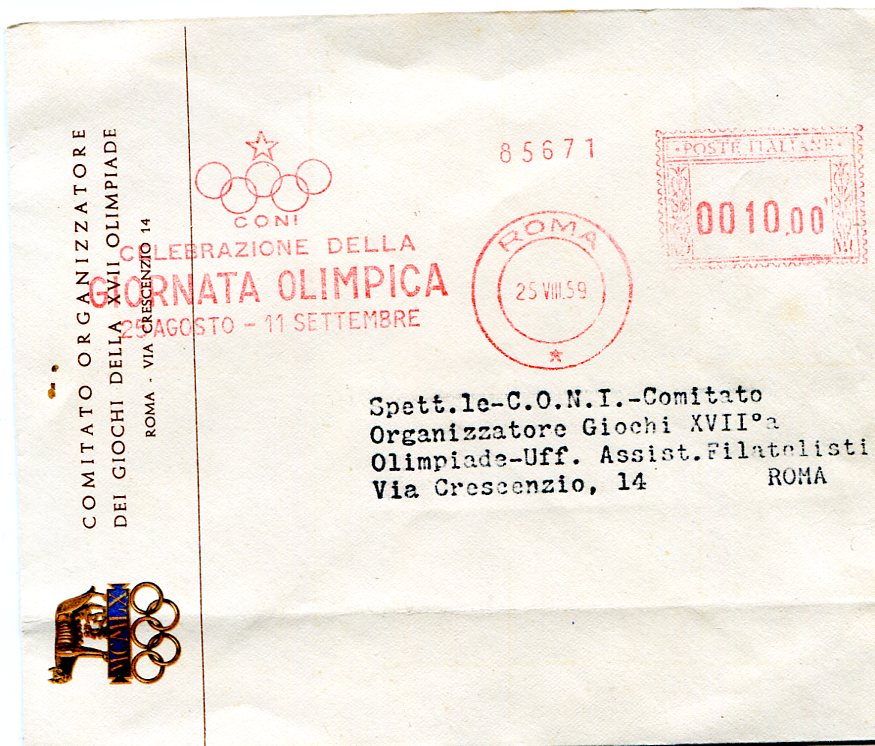 COMITATO ORGANIZZATORE
DEI GIOCHI DELLA XVII OLIMPIADE
ROMA - VIA CRESCENZIO 14
MCMLX
CONI
CELEBRAZIONE DELLA
GIORNATA OLIMPICA
25 AGOSTO - 11 SETTEMBRE
85671
ROMA
25 VIII.59
POSTE ITALIANE
0010,00
Spett.le-C.O.N.I.-Comitato
Organizzatore Giochi XVII°a
Olimpiade-Uff. Assist.Filatelisti
Via Crescenzio, 14 ROMA